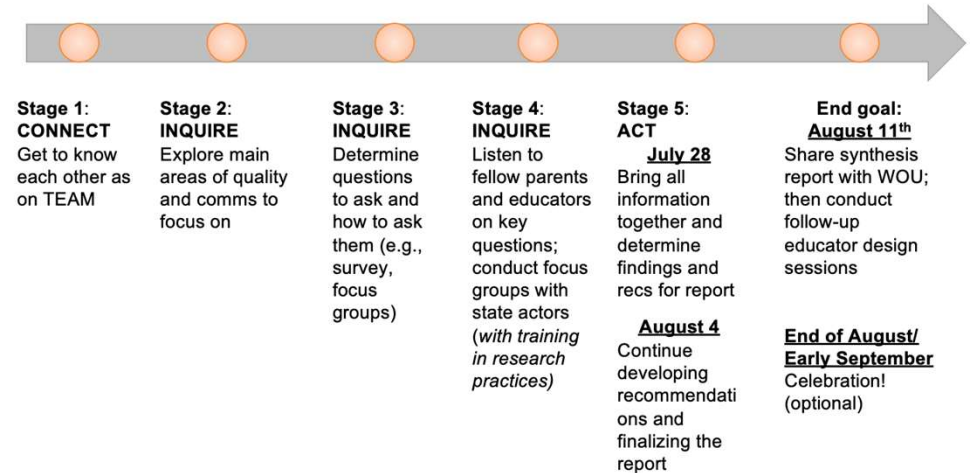 Stage 1:
CONNECT
Get to know
each other as
on TEAM
Stage 2:
INQUIRE
Explore main
areas of quality
and comms to
focus on
Stage 3:
INQUIRE
Determine
questions
to ask and
how to ask
them (e.g.,
survey,
focus
groups)
Stage 4:
INQUIRE
Listen to
fellow parents
and educators
on key
questions;
conduct focus
groups with
state actors
(with training
in research
practices)
Stage 5:
ACT
July 28
Bring all
information
together and
determine
findings and
recs for report
August 4
Continue
developing
recommendati
ons and
finalizing the
report
End goal:
August 11th
Share synthesis
report with WOU;
then conduct
follow-up
educator design
sessions
End of August/
Early September
Celebration!
(optional)